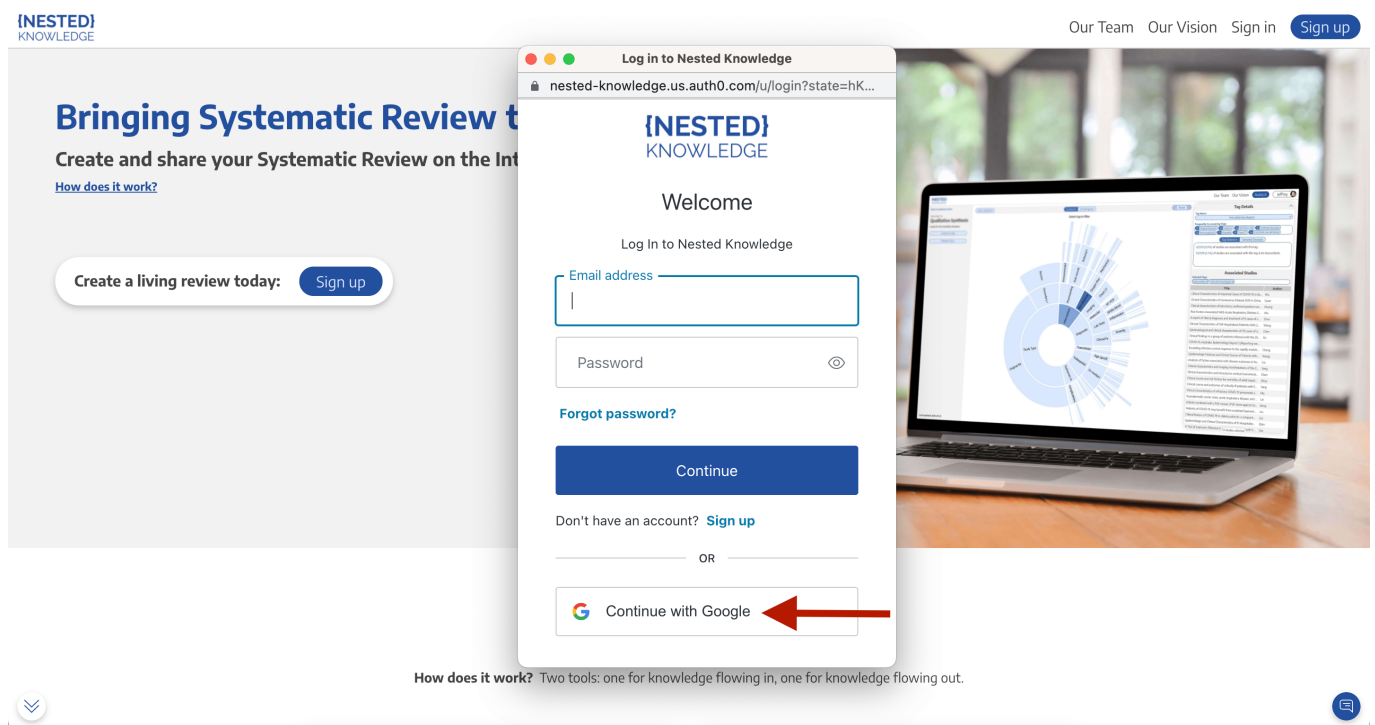 {NESTED}
KNOWLEDGE
Our Team Our Vision Sign in Sign up
Log in to Nested Knowledge
nested-knowledge.us.auth0.com/u/login?state=hK...
Bringing Systematic Review t
Create and share your Systematic Review on the Int
How does it work?
Create a living review today: Sign up
{NESTED}
KNOWLEDGE
Welcome
Log In to Nested Knowledge
Email address
Password
Forgot password?
Continue
Don't have an account? Sign up
OR
Continue with Google
Tag Details
Associated Studies
How does it work? Two tools: one for knowledge flowing in, one for knowledge flowing out.